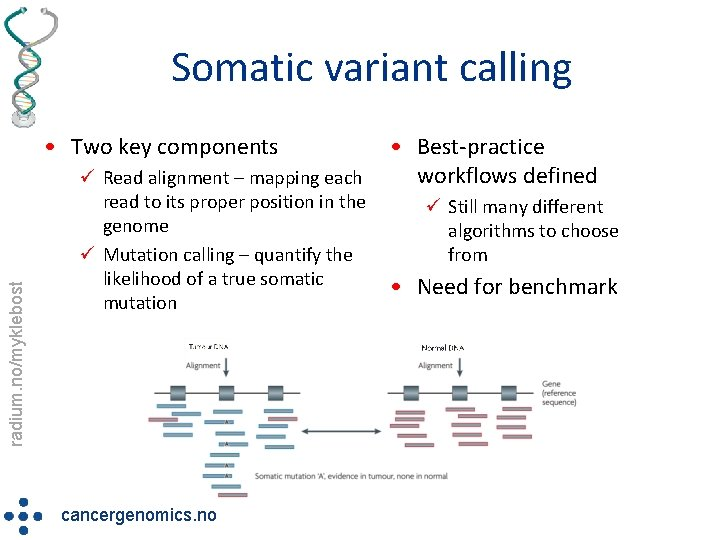 Somatic variant calling
• Two key components
✓ Read alignment – mapping each
read to its proper position in the
genome
✓ Mutation calling – quantify the
likelihood of a true somatic
mutation
• Best-practice
workflows defined
✓ Still many different
algorithms to choose
from
• Need for benchmark
radium.no/myklebost
Tumour DNA
Alignment
Normal DNA
Alignment
Gene
(reference
sequence)
A
A
A
A
Somatic mutation 'A', evidence in tumour, none in normal
cancergenomics.no